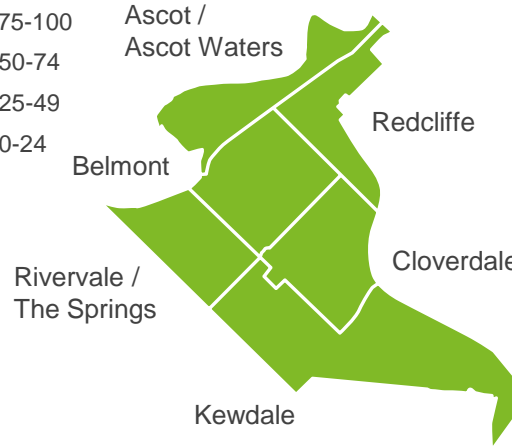 75-100
50-74
25-49
0-24
Ascot /
Ascot Waters
Redcliffe
Belmont
Cloverdale
Rivervale /
The Springs
Kewdale